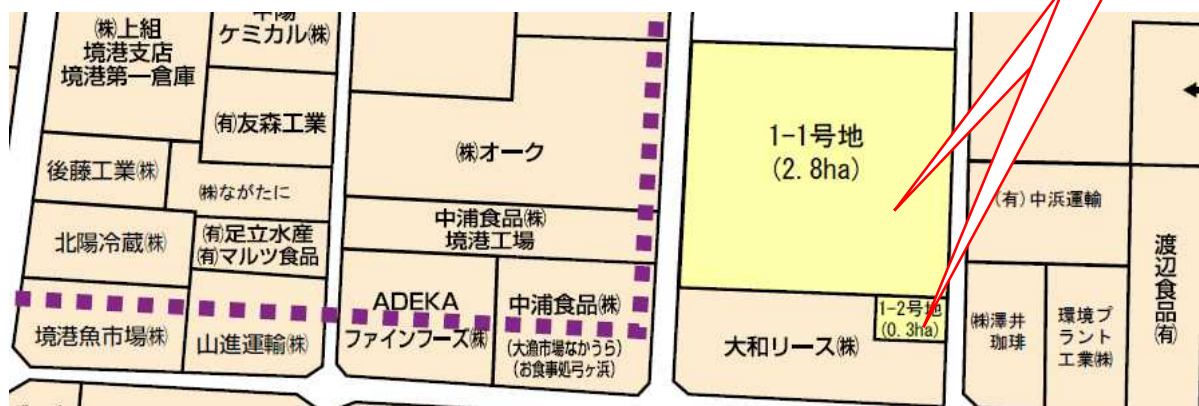 ㈱上組
境港支店
境港第一倉庫
ケミカル㈱
㈲友森工業
後藤工業㈱
㈱ながたに
北陽冷蔵㈱
㈲足立水産
㈲マルツ食品
境港魚市場㈱
山進運輸㈱
㈱オーク
中浦食品㈱
境港工場
ADEKA
ファインフーズ㈱
中浦食品㈱
(大漁市場なかうら)
(お食事処弓ヶ浜)
1-1号地
(2.8ha)
1-2号地
(0.3ha)
大和リース㈱
(有)中浜運輸
㈱澤井
珈琲
環境プ
ラント
工業㈱
渡辺食品㈲